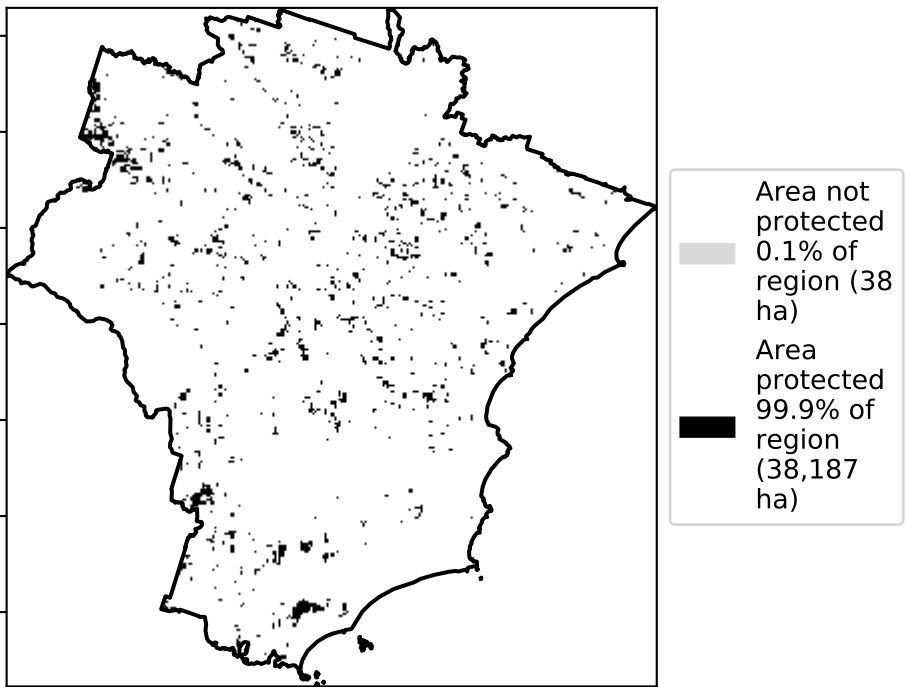 Area not
protected
0.1% of
region (38
ha)
Area
protected
99.9% of
region
(38,187
ha)